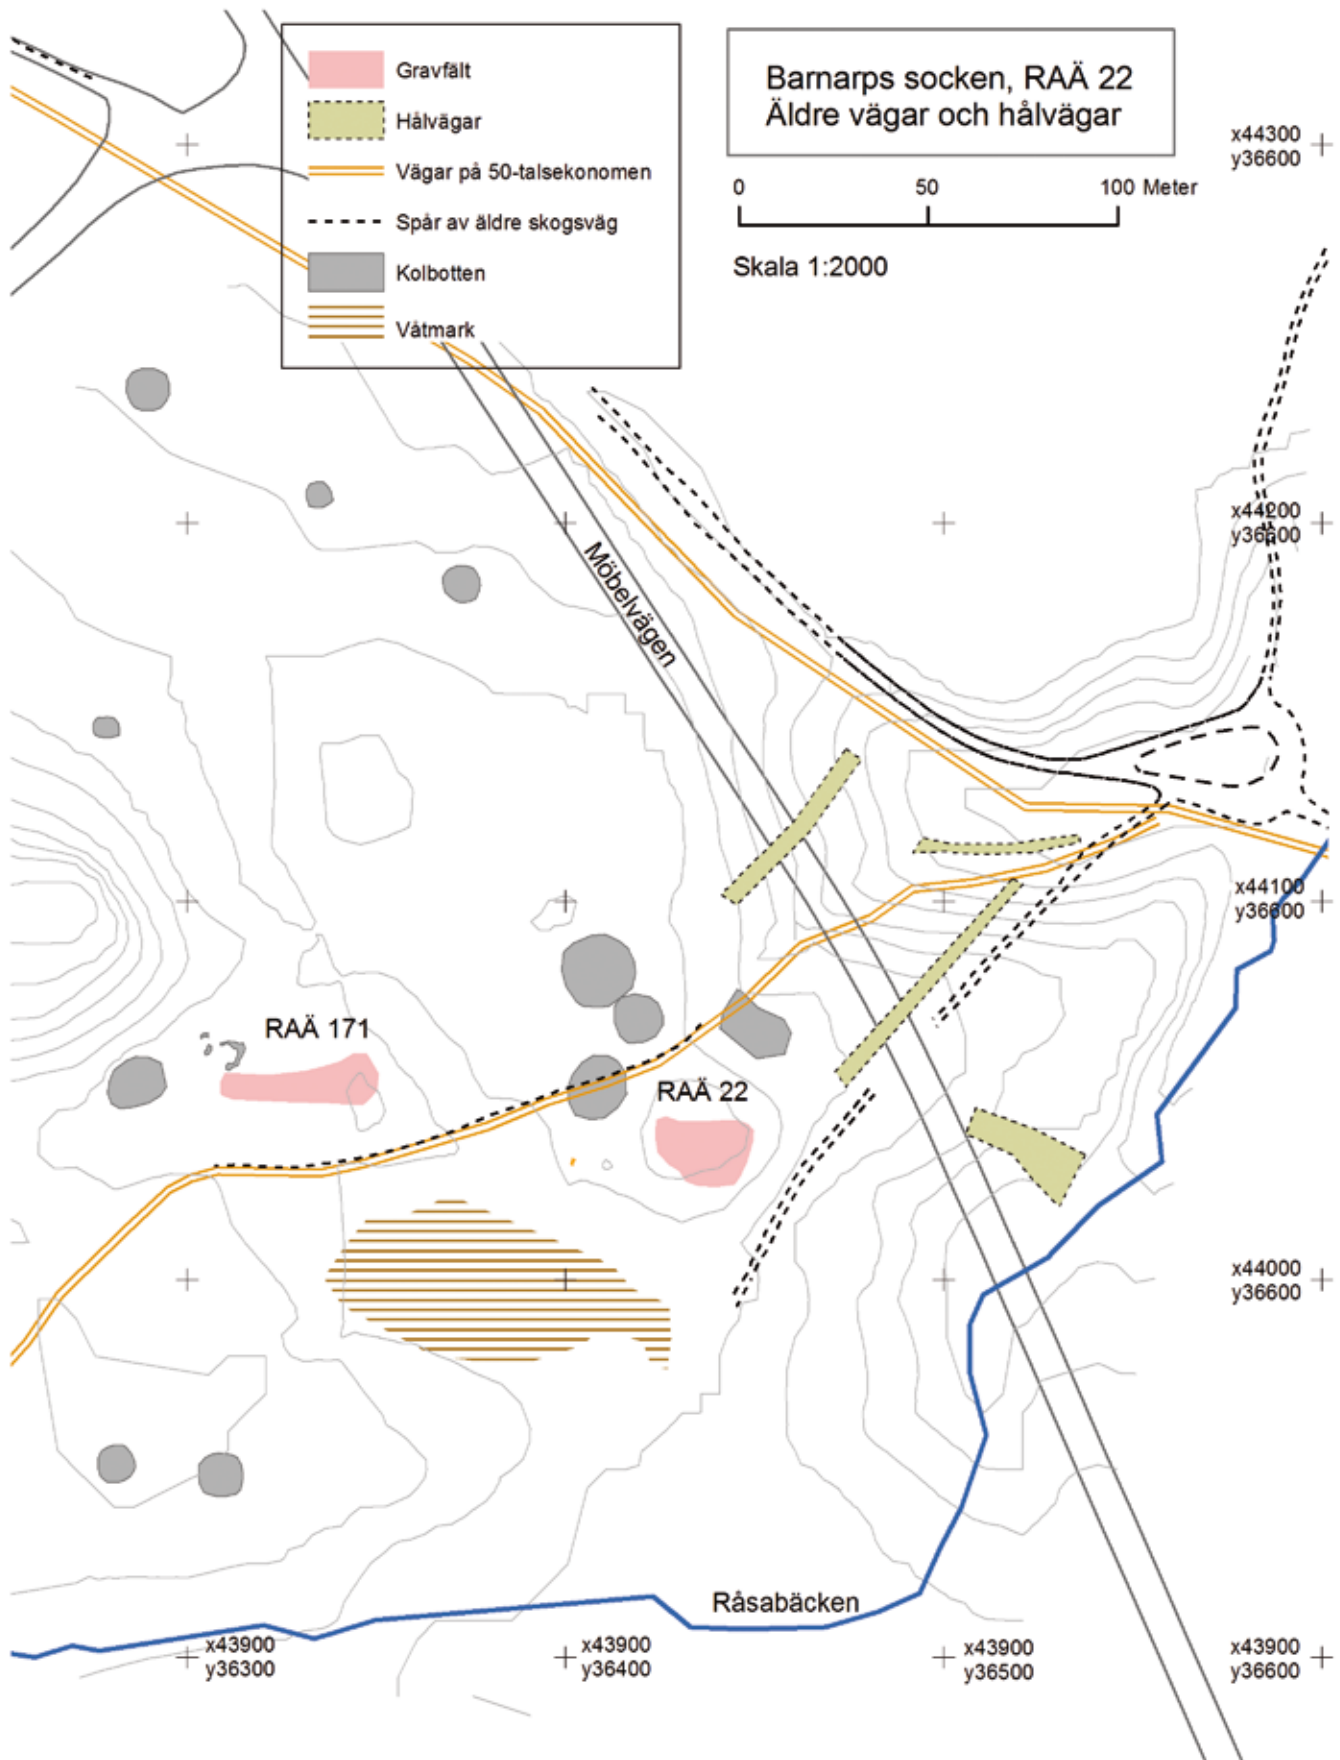 Gravfält
Hålvägar
Vägar på 50-talsekonomen
Spår av äldre skogsväg
Kolbotten
Våtmark
Barnarps socken, RAÄ 22
Äldre vägar och hålvägar
0 50 100 Meter
Skala 1:2000
x44300
y36600
x44200
y36600
Möbelvägen
x44100
y36600
RAÄ 171
RAÄ 22
x44000
y36600
Råsabäcken
x43900
y36300
x43900
y36400
x43900
y36500
x43900
y36600